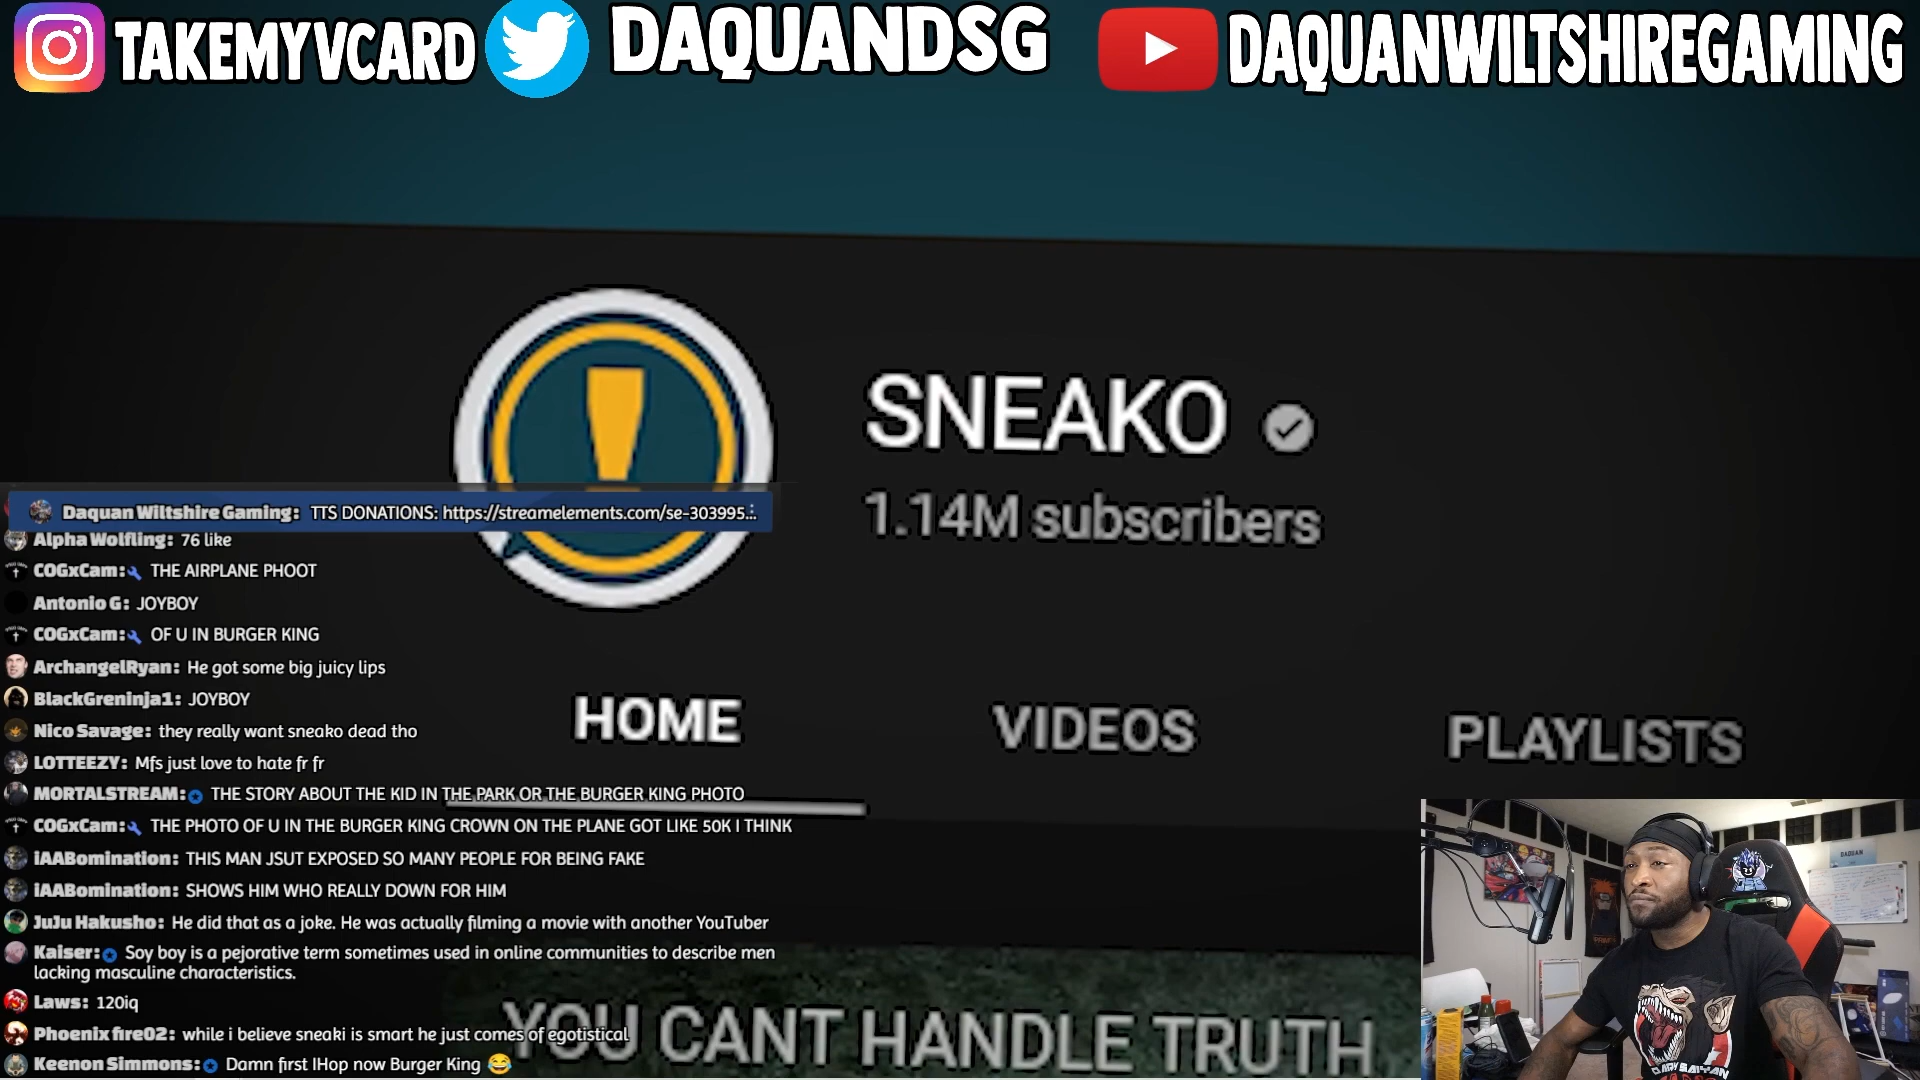 TAKEMYVCARD
DAQUANDSG
DAQUANWILTSHIREGAMING
SNEAKO
1.14M subscribers
Daquan Wiltshire Gaming: TTS DONATIONS: https://streamelements.com/se-303995...
Alpha Wolfling: 76 like
COGxCam: THE AIRPLANE PHOOT
Antonio G: JOYBOY
COGxCam: OF U IN BURGER KING
ArchangelRyan: He got some big juicy lips
BlackGreninja1: JOYBOY
Nico Savage: they really want sneako dead tho
LOTTEEZY: Mfs just love to hate fr fr
MORTALSTREAM: THE STORY ABOUT THE KID IN THE PARK OR THE BURGER KING PHOTO
COGxCam: THE PHOTO OF U IN THE BURGER KING CROWN ON THE PLANE GOT LIKE 50K I THINK
iAABomination: THIS MAN JSUT EXPOSED SO MANY PEOPLE FOR BEING FAKE
iAABomination: SHOWS HIM WHO REALLY DOWN FOR HIM
JuJu Hakusho: He did that as a joke. He was actually filming a movie with another YouTuber
Kaiser: Soy boy is a pejorative term sometimes used in online communities to describe men
lacking masculine characteristics.
Laws: 120iq
Phoenix fire02: while i believe sneaki is smart he just comes of egotistical
Keenon Simmons: Damn first IHop now Burger King 😂
HOME
VIDEOS
PLAYLISTS
YOU CANT HANDLE TRUTH
DAQUAN